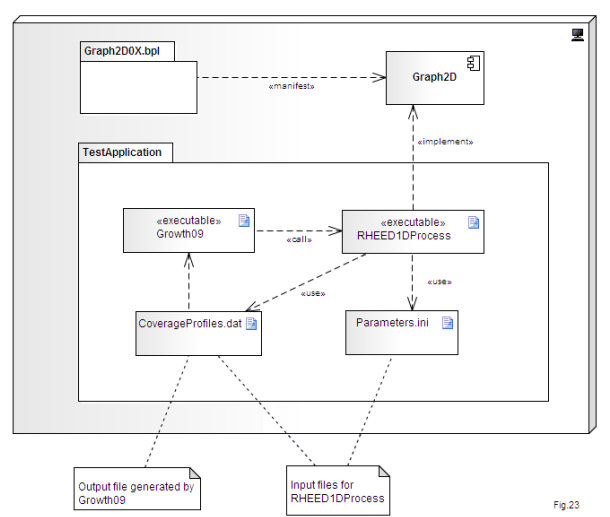 Graph2D0X.bpl
Graph2D
«manifest»
«implement»
TestApplication
«executable»
Growth09
«call»
«executable»
RHEED1DProcess
«use»
«use»
CoverageProfiles.dat
Parameters.ini
Output file generated by
Growth09
Input files for
RHEED1DProcess
Fig.23